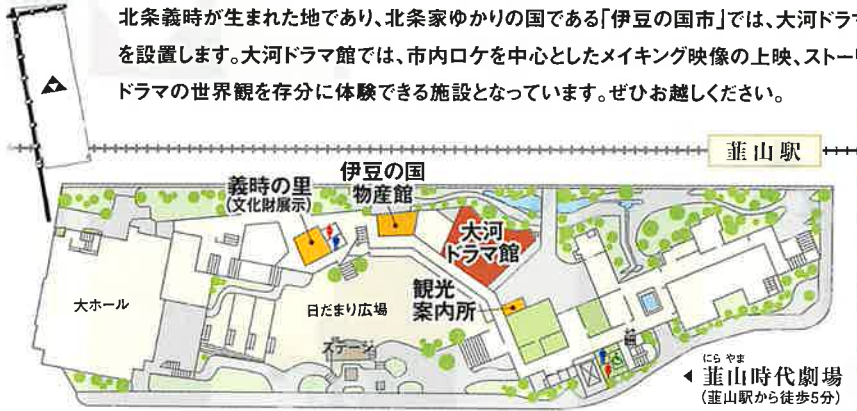 北条義時が生まれた地であり、北条家ゆかりの国である「伊豆の国市」では、大河ドラマ
を設置します。大河ドラマ館では、市内ロケを中心としたメイキング映像の上映、ストー
ドラマの世界観を存分に体験できる施設となっています。ぜひお越しください。
韮山駅
義時の里
(文化財展示)
伊豆の国
物産館
大河
ドラマ館
観光
案内所
大ホール
日だまり広場
ステージ
にらやま
韮山時代劇場
(韮山駅から徒歩5分)